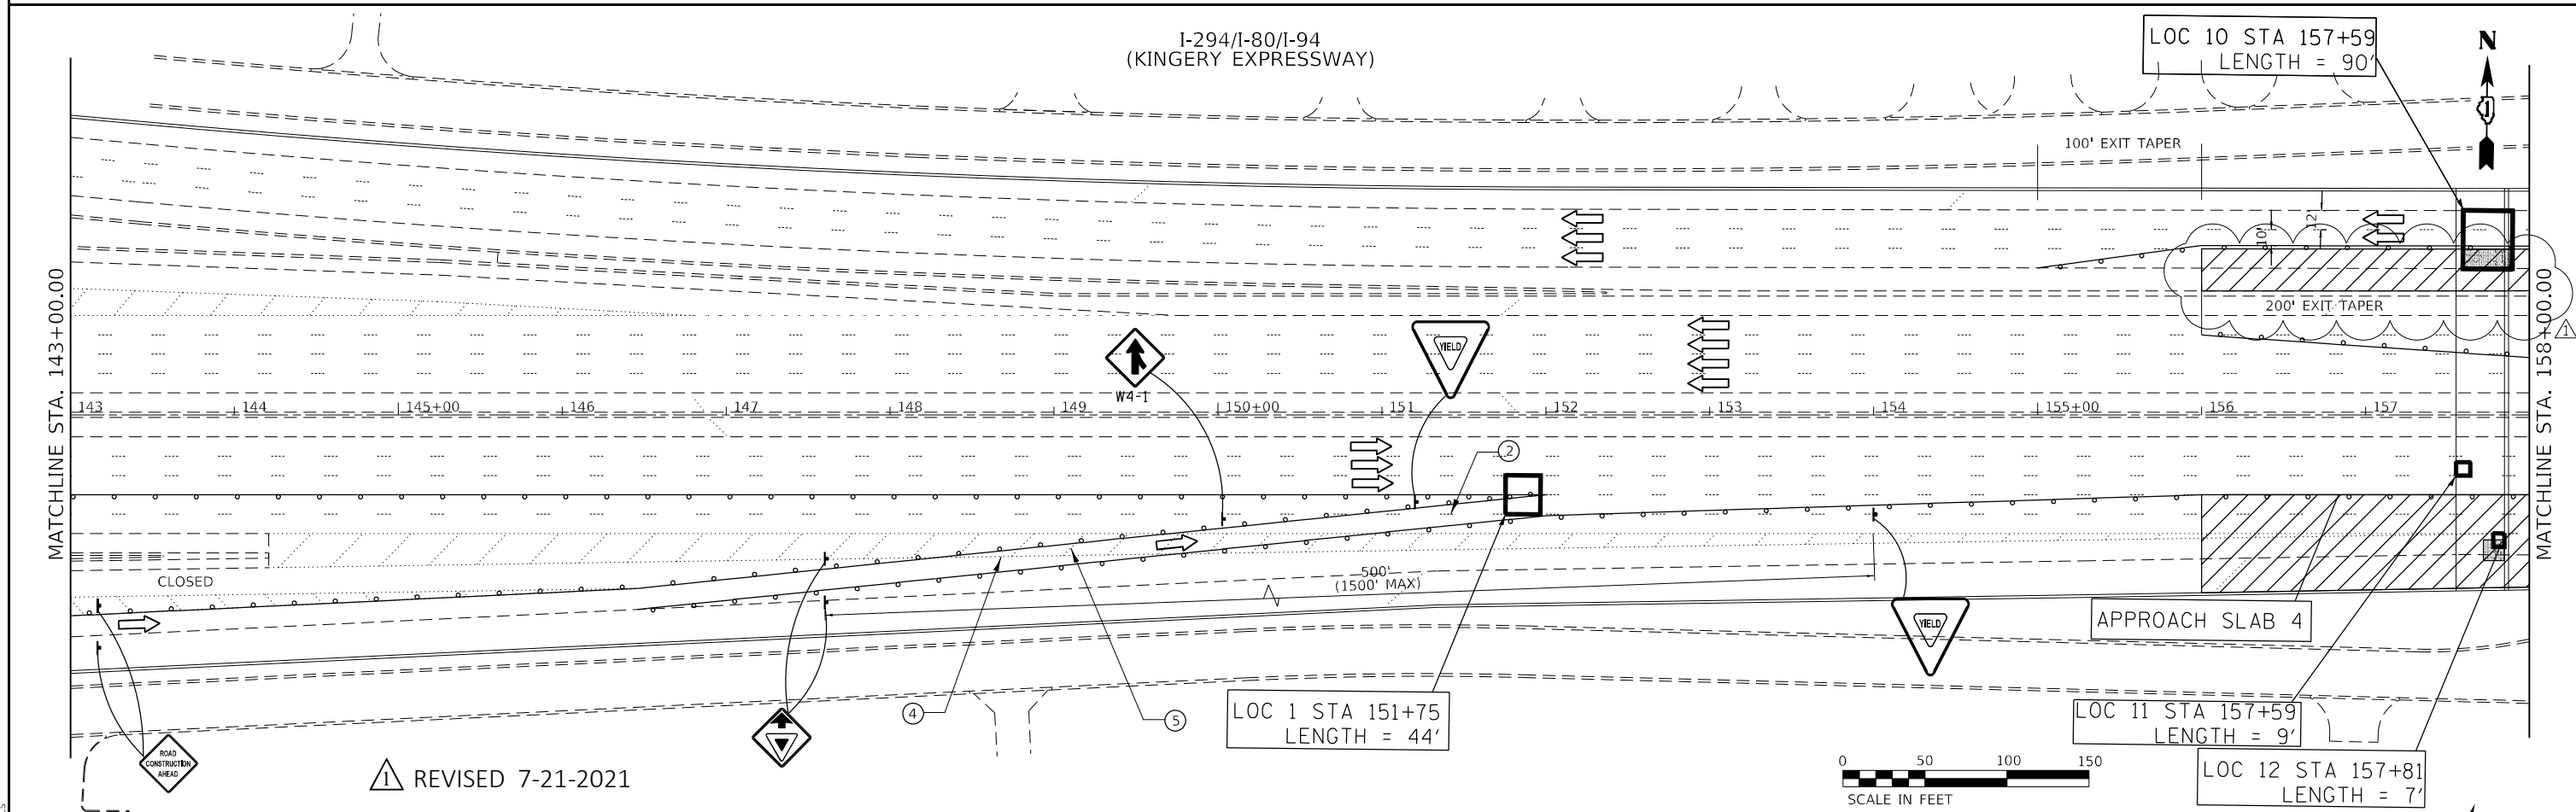 I-294/I-80/I-94
(KINGERY EXPRESSWAY)
LOC 10 STA 157+59
LENGTH = 90'
N
1
100' EXIT TAPER
12'
10'
200' EXIT TAPER
1
MATCHLINE STA. 143+00.00
MATCHLINE STA. 158+00.00
YIELD
W4-1
143
144
145+00
146
147
148
149
150+00
151
152
153
154
155+00
156
157
2
CLOSED
500'
(1500' MAX)
APPROACH SLAB 4
YIELD
4
5
LOC 1 STA 151+75
LENGTH = 44'
LOC 11 STA 157+59
LENGTH = 9'
LOC 12 STA 157+81
LENGTH = 7'
ROAD
CONSTRUCTION
AHEAD
1 REVISED 7-21-2021
0 50 100 150
SCALE IN FEET